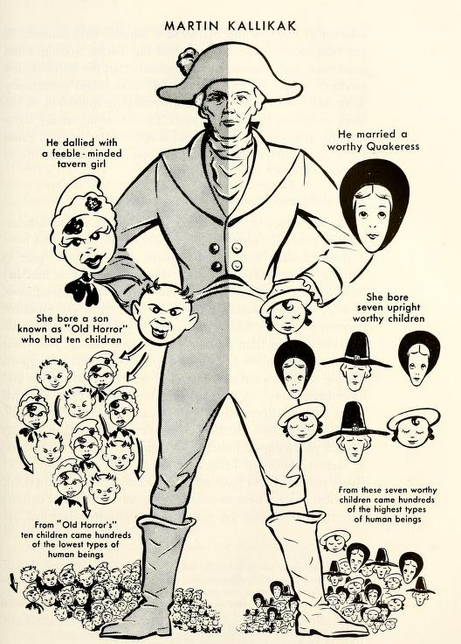 MARTIN KALLIKAK
He dallied with
a feeble-minded
tavern girl
He married a
worthy Quakeress
She bore a son
known as "Old Horror"
who had ten children
She bore
seven upright
worthy children
From "Old Horror's"
ten children came hundreds
of the lowest types of
human beings
From these seven worthy
children came hundreds
of the highest types
of human beings